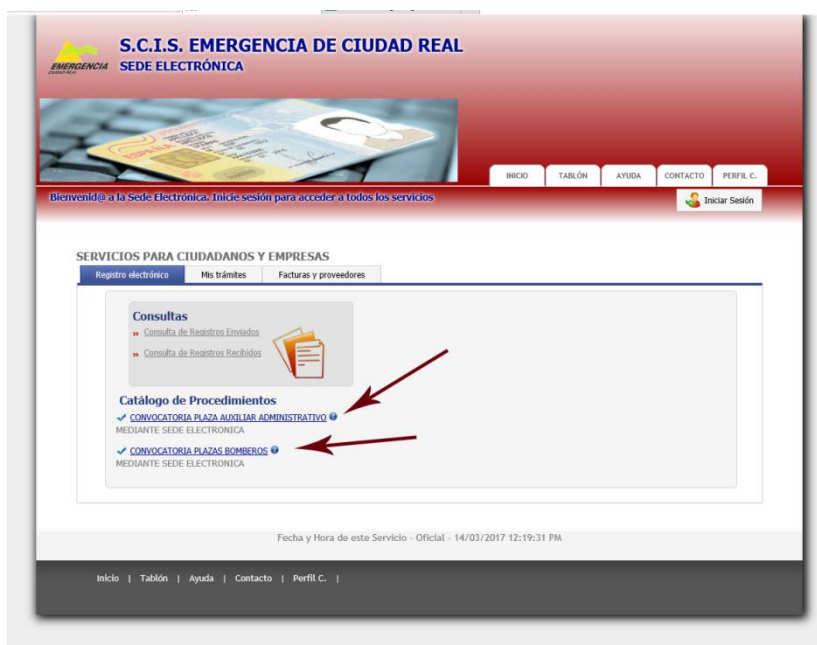 S.C.I.S. EMERGENCIA DE CIUDAD REAL
EMERGENCIA
CIUDAD REAL
SEDE ELECTRÓNICA
ESPAÑA
INICIO
TABLÓN
AYUDA
CONTACTO
PERFIL C.
Bienvenid@ a la Sede Electrónica. Inicie sesión para acceder a todos los servicios
Iniciar Sesión
SERVICIOS PARA CIUDADANOS Y EMPRESAS
Registro electrónico
Mis trámites
Facturas y proveedores
Consultas
» Consulta de Registros Enviados
» Consulta de Registros Recibidos
Catálogo de Procedimientos
CONVOCATORIA PLAZA AUXILIAR ADMINISTRATIVO
MEDIANTE SEDE ELECTRONICA
CONVOCATORIA PLAZAS BOMBEROS
MEDIANTE SEDE ELECTRONICA
Fecha y Hora de este Servicio - Oficial - 14/03/2017 12:19:31 PM
Inicio | Tablón | Ayuda | Contacto | Perfil C. |